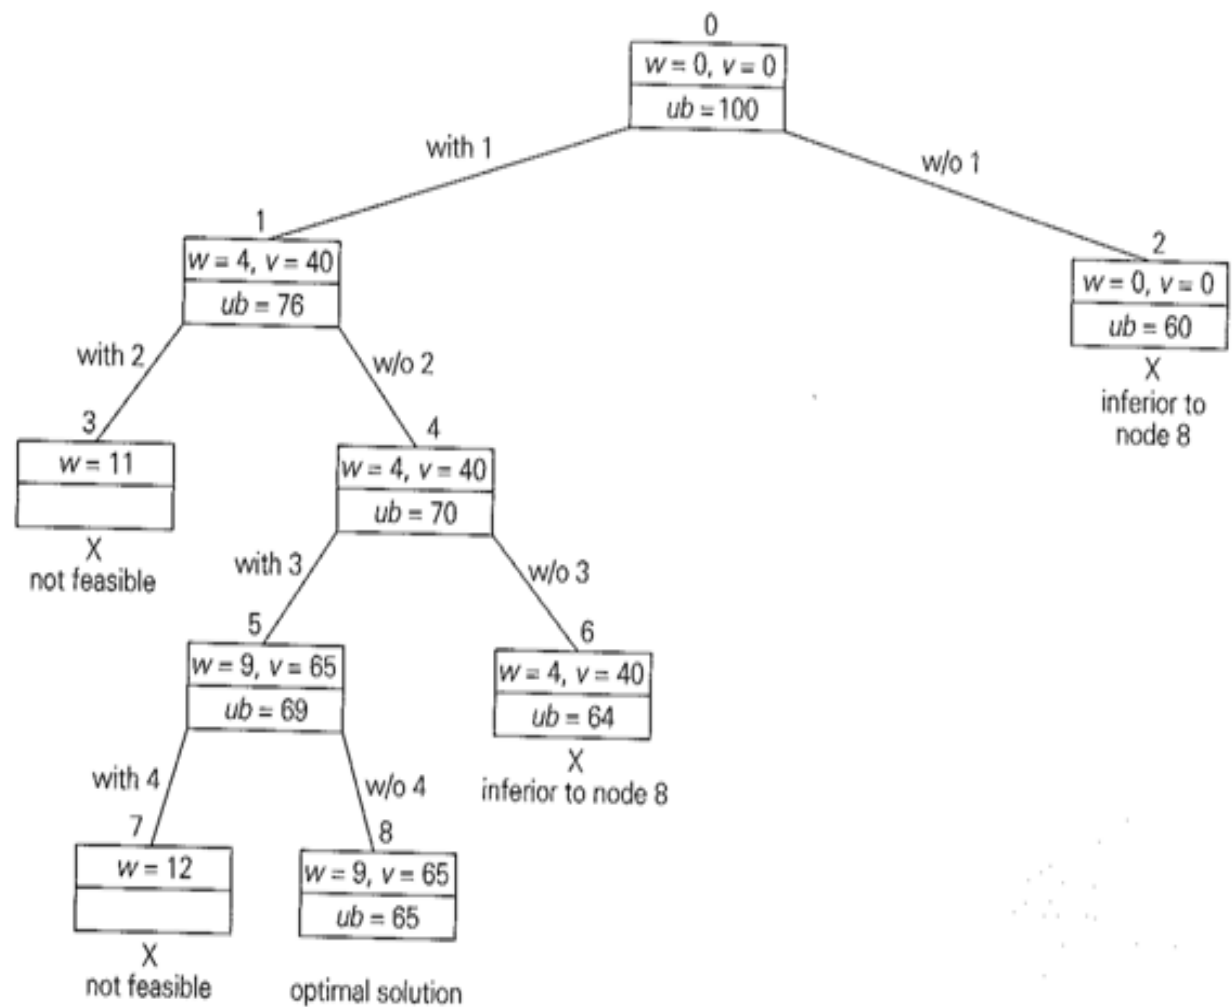 0
w = 0, v = 0
ub = 100
with 1
w/o 1
1
w = 4, v = 40
ub = 76
2
w = 0, v = 0
ub = 60
X
inferior to
node 8
with 2
w/o 2
3
w = 11
X
not feasible
4
w = 4, v = 40
ub = 70
with 3
w/o 3
5
w = 9, v = 65
ub = 69
6
w = 4, v = 40
ub = 64
X
inferior to node 8
with 4
w/o 4
7
w = 12
X
not feasible
8
w = 9, v = 65
ub = 65
optimal solution